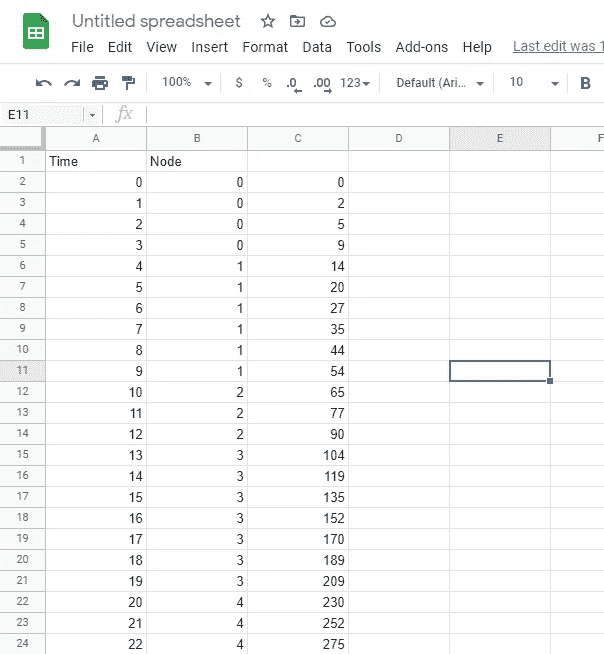 Untitled spreadsheet
File Edit View Insert Format Data Tools Add-ons Help Last edit was 1
100% $ % .0 .00 123 Default (Ari... 10 B
E11 fx
A B C D E F
1 Time Node
2 0 0 0
3 1 0 2
4 2 0 5
5 3 0 9
6 4 1 14
7 5 1 20
8 6 1 27
9 7 1 35
10 8 1 44
11 9 1 54
12 10 2 65
13 11 2 77
14 12 2 90
15 13 3 104
16 14 3 119
17 15 3 135
18 16 3 152
19 17 3 170
20 18 3 189
21 19 3 209
22 20 4 230
23 21 4 252
24 22 4 275